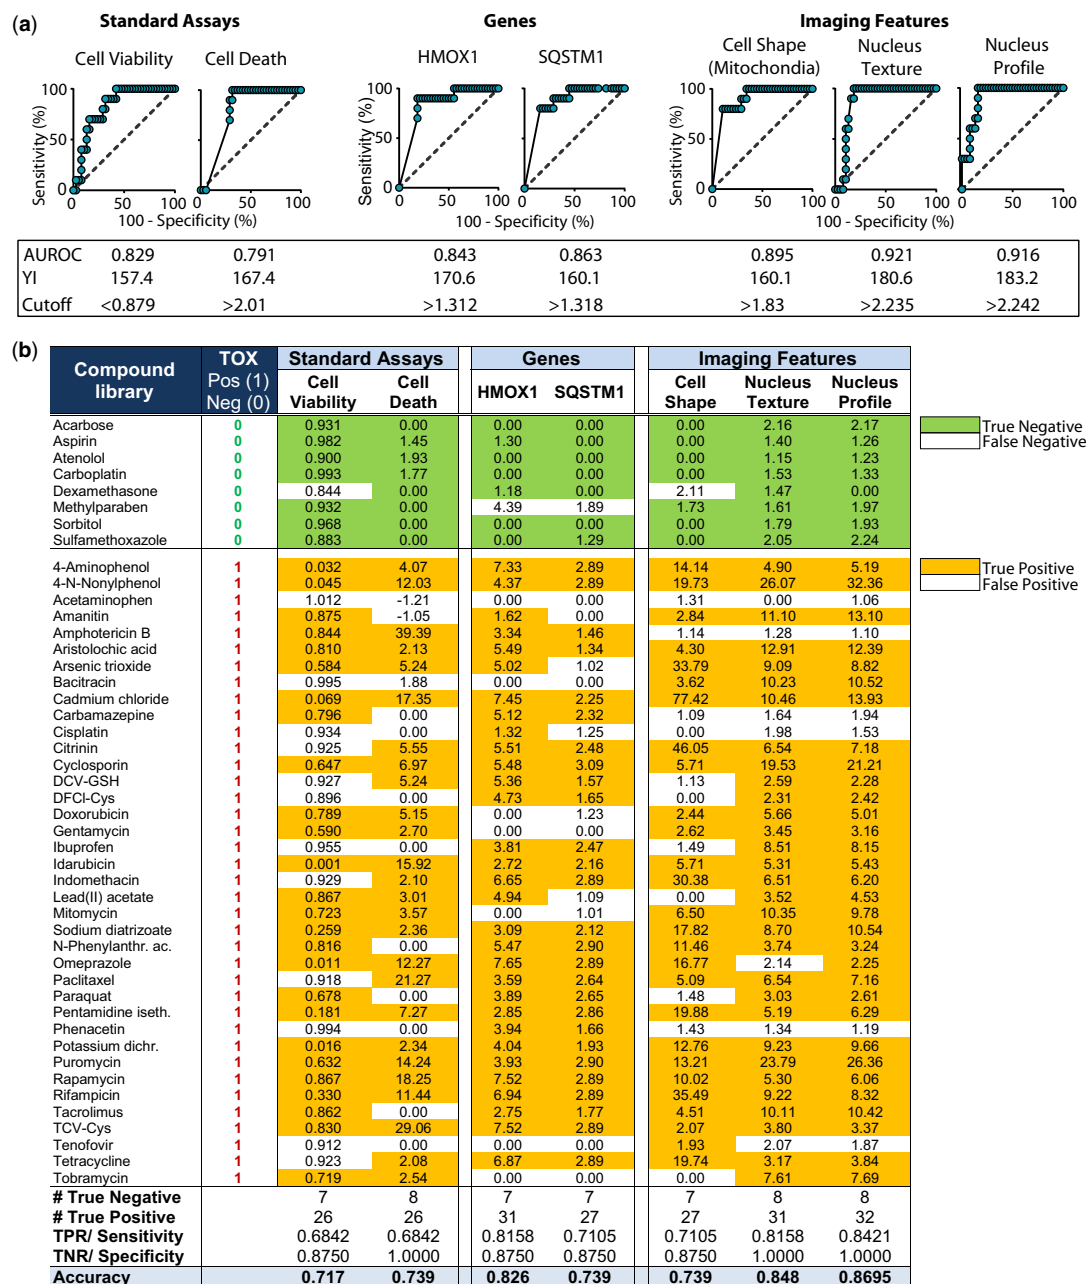 (a)
Standard Assays Genes Imaging Features
Cell Viability Cell Death HMOX1 SQSTM1 Cell Shape (Mitochondia) Nucleus Texture Nucleus Profile
Sensitivity (%) 100 50 0 Sensitivity (%) 100 50 0 Sensitivity (%) 100 50 0
0 50 100 0 50 100 0 50 100 0 50 100 0 50 100 0 50 100 0 50 100
100 - Specificity (%) 100 - Specificity (%) 100 - Specificity (%)
AUROC 0.829 0.791 0.843 0.863 0.895 0.921 0.916
YI 157.4 167.4 170.6 160.1 160.1 180.6 183.2
Cutoff <0.879 >2.01 >1.312 >1.318 >1.83 >2.235 >2.242
(b)
Compound library TOX Pos (1) Neg (0) Standard Assays Genes Imaging Features
Cell Viability Cell Death HMOX1 SQSTM1 Cell Shape Nucleus Texture Nucleus Profile
Acarbose 0 0.931 0.00 0.00 0.00 0.00 2.16 2.17
Aspirin 0 0.982 1.45 1.30 0.00 0.00 1.40 1.26
Atenolol 0 0.900 1.93 0.00 0.00 0.00 1.15 1.23
Carboplatin 0 0.993 1.77 0.00 0.00 0.00 1.53 1.33
Dexamethasone 0 0.844 0.00 1.18 0.00 2.11 1.47 0.00
Methylparaben 0 0.932 0.00 4.39 1.89 1.73 1.61 1.97
Sorbitol 0 0.968 0.00 0.00 0.00 0.00 1.79 1.93
Sulfamethoxazole 0 0.883 0.00 0.00 1.29 0.00 2.05 2.24
True Negative
False Negative
4-Aminophenol 1 0.032 4.07 7.33 2.89 14.14 4.90 5.19
4-N-Nonylphenol 1 0.045 12.03 4.37 2.89 19.73 26.07 32.36
Acetaminophen 1 1.012 -1.21 0.00 0.00 1.31 0.00 1.06
Amanitin 1 0.875 -1.05 1.62 0.00 2.84 11.10 13.10
Amphotericin B 1 0.844 39.39 3.34 1.46 1.14 1.28 1.10
Aristolochic acid 1 0.810 2.13 5.49 1.34 4.30 12.91 12.39
Arsenic trioxide 1 0.584 5.24 5.02 1.02 33.79 9.09 8.82
Bacitracin 1 0.995 1.88 0.00 0.00 3.62 10.23 10.52
Cadmium chloride 1 0.069 17.35 7.45 2.25 77.42 10.46 13.93
Carbamazepine 1 0.796 0.00 5.12 2.32 1.09 1.64 1.94
Cisplatin 1 0.934 0.00 1.32 1.25 0.00 1.98 1.53
Citrinin 1 0.925 5.55 5.51 2.48 46.05 6.54 7.18
Cyclosporin 1 0.647 6.97 5.48 3.09 5.71 19.53 21.21
DCV-GSH 1 0.927 5.24 5.36 1.57 1.13 2.59 2.28
DFCl-Cys 1 0.896 0.00 4.73 1.65 0.00 2.31 2.42
Doxorubicin 1 0.789 5.15 0.00 1.23 2.44 5.66 5.01
Gentamycin 1 0.590 2.70 0.00 0.00 2.62 3.45 3.16
Ibuprofen 1 0.955 0.00 3.81 2.47 1.49 8.51 8.15
Idarubicin 1 0.001 15.92 2.72 2.16 5.71 5.31 5.43
Indomethacin 1 0.929 2.10 6.65 2.89 30.38 6.51 6.20
Lead(II) acetate 1 0.867 3.01 4.94 1.09 0.00 3.52 4.53
Mitomycin 1 0.723 3.57 0.00 1.01 6.50 10.35 9.78
Sodium diatrizoate 1 0.259 2.36 3.09 2.12 17.82 8.70 10.54
N-Phenylanthr. ac. 1 0.816 0.00 5.47 2.90 11.46 3.74 3.24
Omeprazole 1 0.011 12.27 7.65 2.89 16.77 2.14 2.25
Paclitaxel 1 0.918 21.27 3.59 2.64 5.09 6.54 7.16
Paraquat 1 0.678 0.00 3.89 2.65 1.48 3.03 2.61
Pentamidine iseth. 1 0.181 7.27 2.85 2.86 19.88 5.19 6.29
Phenacetin 1 0.994 0.00 3.94 1.66 1.43 1.34 1.19
Potassium dichr. 1 0.016 2.34 4.04 1.93 12.76 9.23 9.66
Puromycin 1 0.632 14.24 3.93 2.90 13.21 23.79 26.36
Rapamycin 1 0.867 18.25 7.52 2.89 10.02 5.30 6.06
Rifampicin 1 0.330 11.44 6.94 2.89 35.49 9.22 8.32
Tacrolimus 1 0.862 0.00 2.75 1.77 4.51 10.11 10.42
TCV-Cys 1 0.830 29.06 7.52 2.89 2.07 3.80 3.37
Tenofovir 1 0.912 0.00 0.00 0.00 1.93 2.07 1.87
Tetracycline 1 0.923 2.08 6.87 2.89 19.74 3.17 3.84
Tobramycin 1 0.719 2.54 0.00 0.00 0.00 7.61 7.69
True Positive
False Positive
# True Negative 7 8 7 7 7 8 8
# True Positive 26 26 31 27 27 31 32
TPR/ Sensitivity 0.6842 0.6842 0.8158 0.7105 0.7105 0.8158 0.8421
TNR/ Specificity 0.8750 1.0000 0.8750 0.8750 0.8750 1.0000 1.0000
Accuracy 0.717 0.739 0.826 0.739 0.739 0.848 0.8695